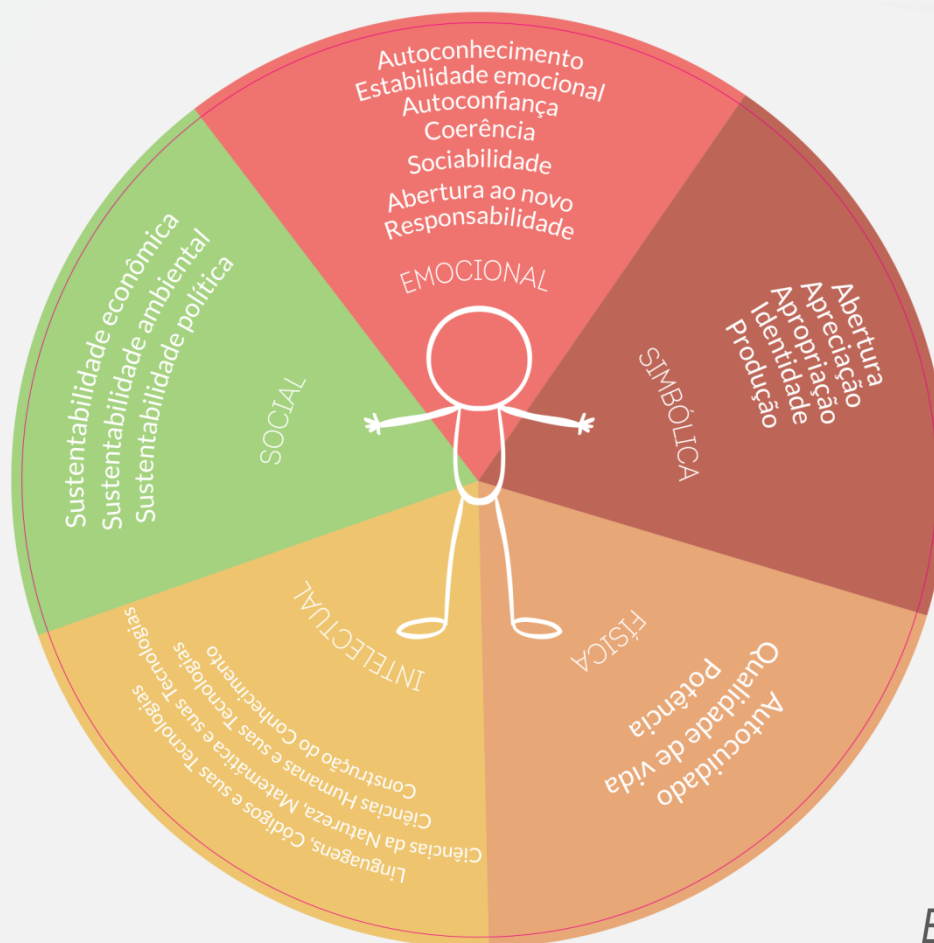 Autoconhecimento
Estabilidade emocional
Autoconfiança
Coerência
Sociabilidade
Abertura ao novo
Responsabilidade
EMOCIONAL
Abertura
Apreciação
Apropriação
Identidade
Produção
SIMBÓLICA
Autocuidado
Qualidade de vida
Potência
FÍSICA
Linguagens, Códigos e suas Tecnologias
Ciências da Natureza, Matemática e suas Tecnologias
Ciências Humanas e suas Tecnologias
Construção do Conhecimento
INTELECTUAL
Sustentabilidade econômica
Sustentabilidade ambiental
Sustentabilidade política
SOCIAL